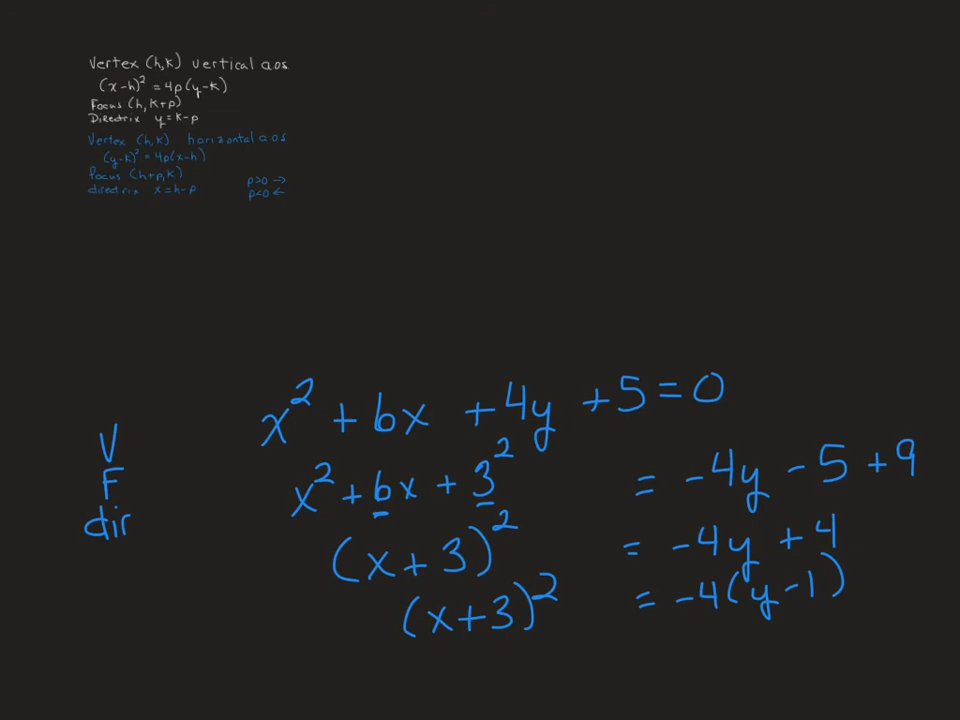 Vertex (h,k) vertical aos.
(x-h)² = 4p(y-k)
Focus (h, k+p)
Directrix y = k-p
Vertex (h,k) horizontal aos
(y-k)² = 4p(x-h)
focus (h+p, k) p>0 →
directrix x = h-p p<0 ←
x² + 6x + 4y + 5 = 0
V
x² + 6x + 3² = -4y - 5 + 9
F
dir
(x+3)² = -4y + 4
(x+3)² = -4(y-1)